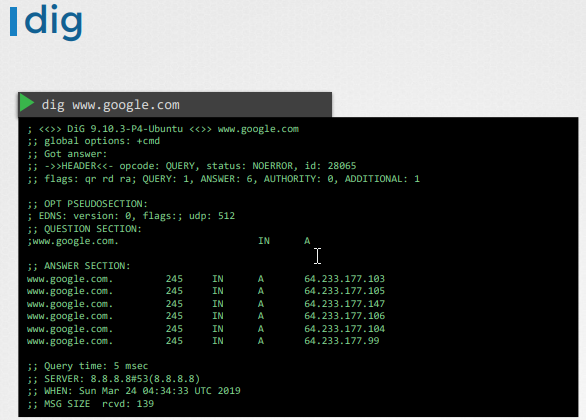 dig
dig www.google.com
; <<>> DiG 9.10.3-P4-Ubuntu <<>> www.google.com
;; global options: +cmd
;; Got answer:
;; ->>HEADER<<- opcode: QUERY, status: NOERROR, id: 28065
;; flags: qr rd ra; QUERY: 1, ANSWER: 6, AUTHORITY: 0, ADDITIONAL: 1
;; OPT PSEUDOSECTION:
; EDNS: version: 0, flags:; udp: 512
;; QUESTION SECTION:
;www.google.com. IN A
;; ANSWER SECTION:
www.google.com. 245 IN A 64.233.177.103
www.google.com. 245 IN A 64.233.177.105
www.google.com. 245 IN A 64.233.177.147
www.google.com. 245 IN A 64.233.177.106
www.google.com. 245 IN A 64.233.177.104
www.google.com. 245 IN A 64.233.177.99
;; Query time: 5 msec
;; SERVER: 8.8.8.8#53(8.8.8.8)
;; WHEN: Sun Mar 24 04:34:33 UTC 2019
;; MSG SIZE rcvd: 139